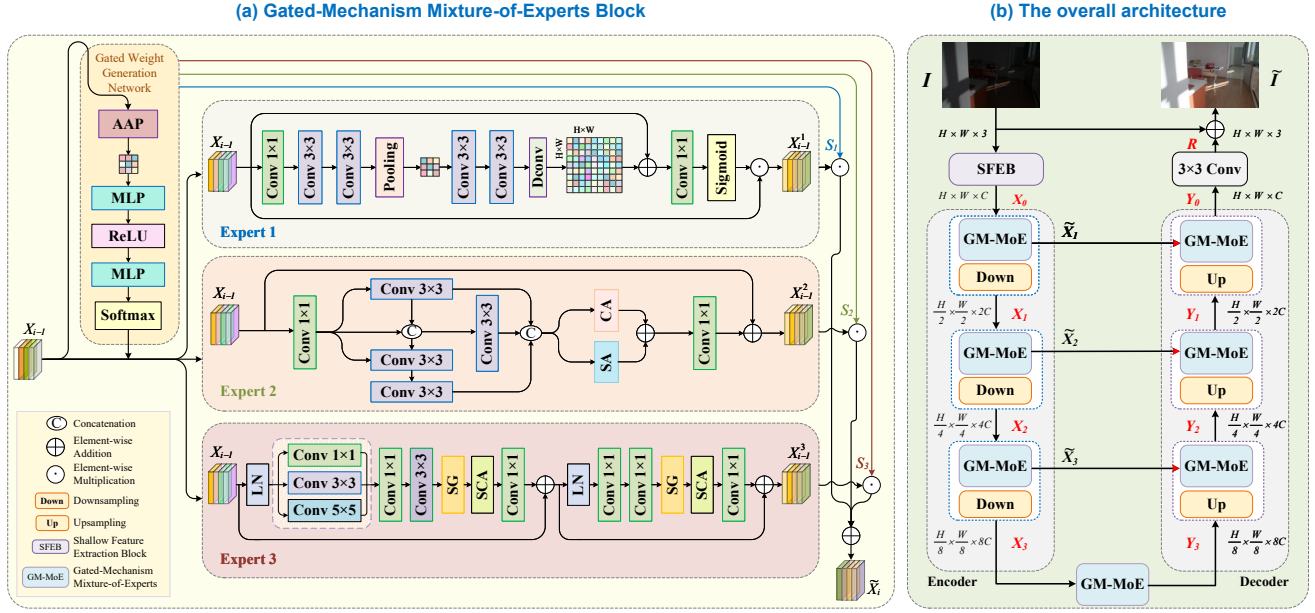 (a) Gated-Mechanism Mixture-of-Experts Block
Gated Weight
Generation
Network
AAP
MLP
ReLU
MLP
Softmax
X_{i-1}
C Concatenation
Element-wise
Addition
Element-wise
Multiplication
Down Downsampling
Up Upsampling
SFEB Shallow Feature
Extraction Block
GM-MoE Gated-Mechanism
Mixture-of-Experts
X_{i-1}
Conv 1×1
Conv 3×3
Conv 3×3
Pooling
Conv 3×3
Conv 3×3
Dconv
H×W
H×W
Conv 1×1
Sigmoid
X^1_{i-1}
S_1
Expert 1
X_{i-1}
Conv 1×1
Conv 3×3
C
Conv 3×3
Conv 3×3
Conv 3×3
C
CA
SA
Conv 1×1
X^2_{i-1}
S_2
Expert 2
X_{i-1}
LN
Conv 1×1
Conv 3×3
Conv 5×5
Conv 1×1
Conv 3×3
SG
SCA
Conv 1×1
LN
Conv 1×1
Conv 1×1
SG
SCA
Conv 1×1
X^3_{i-1}
S_3
Expert 3
X̃_i
(b) The overall architecture
I
Ĩ
H × W × 3
H × W × 3
R
SFEB
3×3 Conv
H × W × C
X_0
Y_0
H × W × C
GM-MoE
X̃_1
GM-MoE
Down
Up
H/2 × W/2 × 2C
X_1
Y_1
H/2 × W/2 × 2C
GM-MoE
X̃_2
GM-MoE
Down
Up
H/4 × W/4 × 4C
X_2
Y_2
H/4 × W/4 × 4C
GM-MoE
X̃_3
GM-MoE
Down
Up
H/8 × W/8 × 8C
X_3
Y_3
H/8 × W/8 × 8C
Encoder
GM-MoE
Decoder